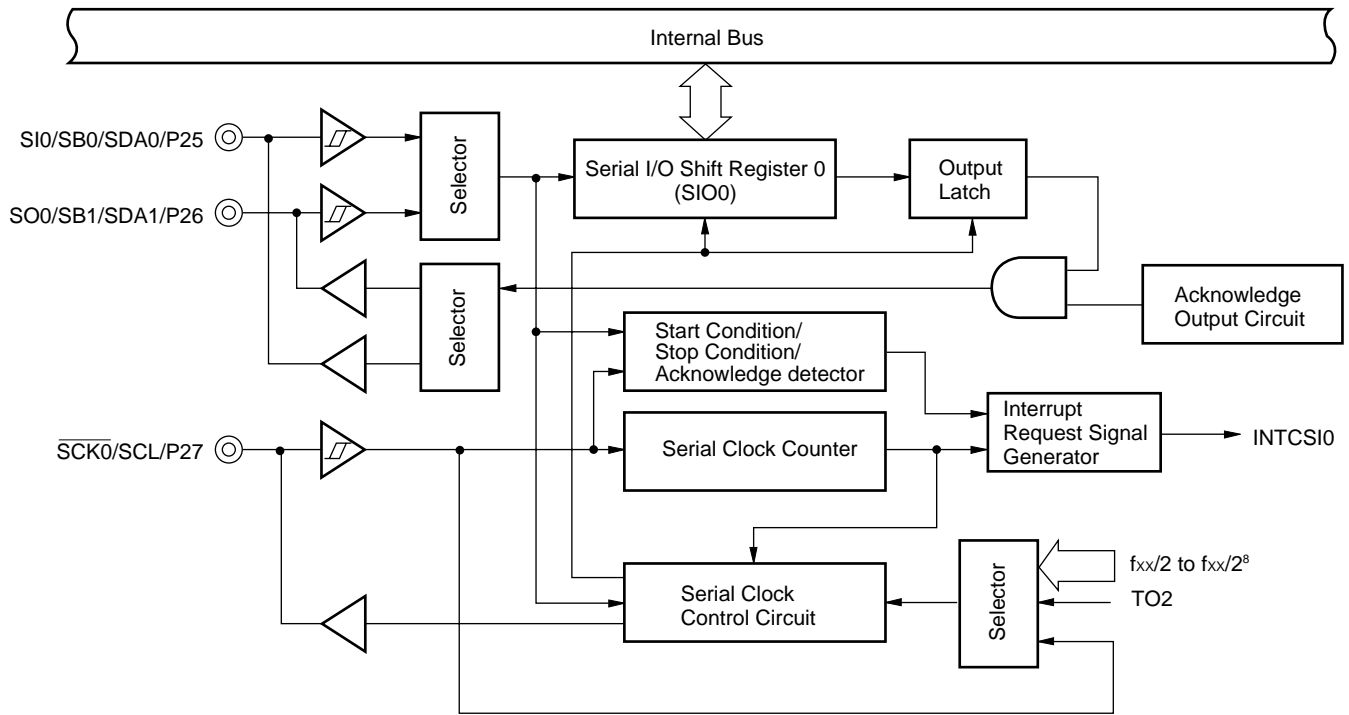 Internal Bus
SI0/SB0/SDA0/P25
Selector
Serial I/O Shift Register 0
(SIO0)
Output
Latch
SO0/SB1/SDA1/P26
Selector
Acknowledge
Output Circuit
Start Condition/
Stop Condition/
Acknowledge detector
Interrupt
Request Signal
Generator
INTCSI0
SCK0/SCL/P27
Serial Clock Counter
Selector
fxx/2 to fxx/2⁸
TO2
Serial Clock
Control Circuit